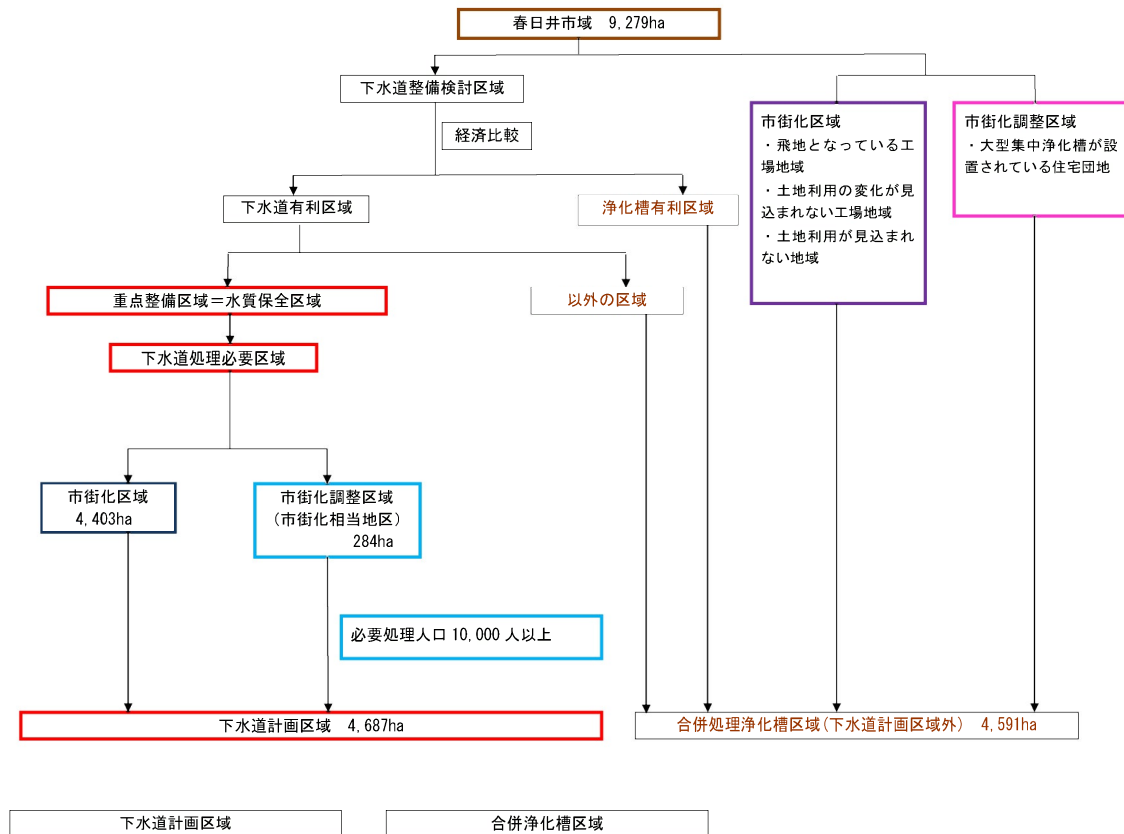 春日井市域 9,279ha
下水道整備検討区域
経済比較
市街化区域
・飛地となっている工
場地域
・土地利用の変化が見
込まれない工場地域
・土地利用が見込まれ
ない地域
市街化調整区域
・大型集中浄化槽が設
置されている住宅団地
下水道有利区域
浄化槽有利区域
重点整備区域＝水質保全区域
以外の区域
下水道処理必要区域
市街化区域
4,403ha
市街化調整区域
（市街化相当地区）
284ha
必要処理人口 10,000 人以上
下水道計画区域 4,687ha
合併処理浄化槽区域(下水道計画区域外) 4,591ha
下水道計画区域
合併浄化槽区域